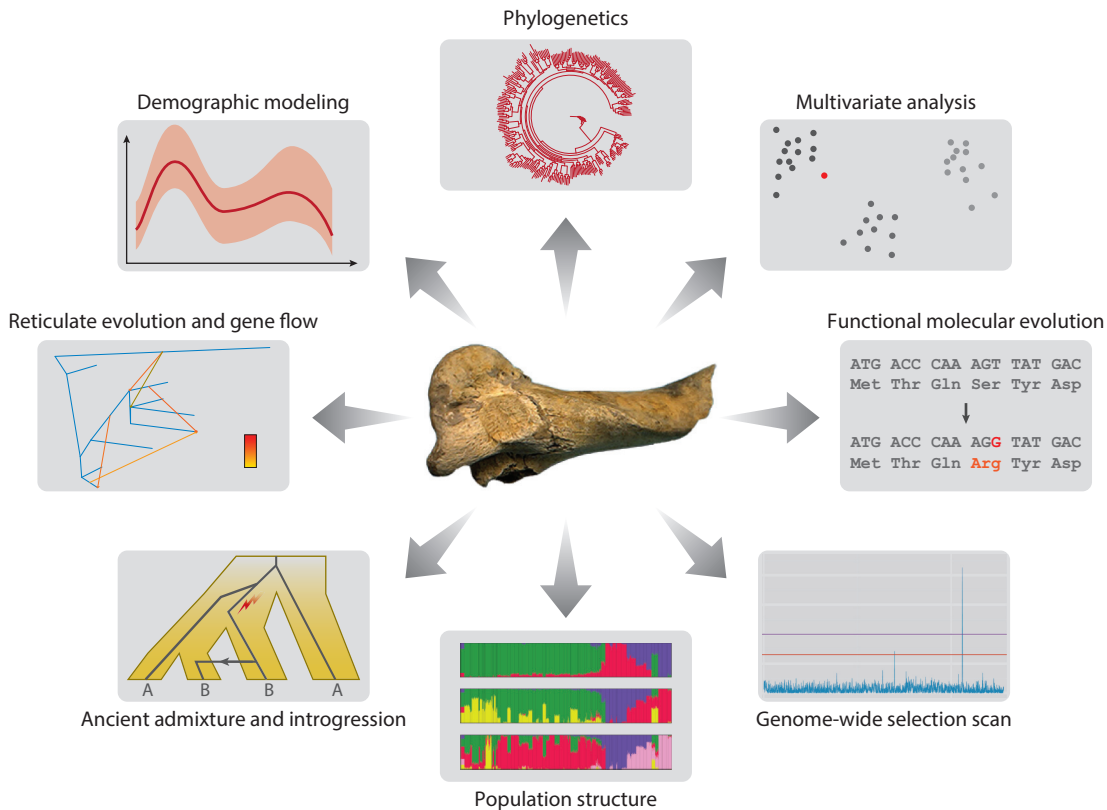 Phylogenetics
Demographic modeling
Multivariate analysis
Reticulate evolution and gene flow
Functional molecular evolution
ATG ACC CAA AGT TAT GAC
Met Thr Gln Ser Tyr Asp
ATG ACC CAA AGG TAT GAC
Met Thr Gln Arg Tyr Asp
A B B A
Ancient admixture and introgression
Genome-wide selection scan
Population structure